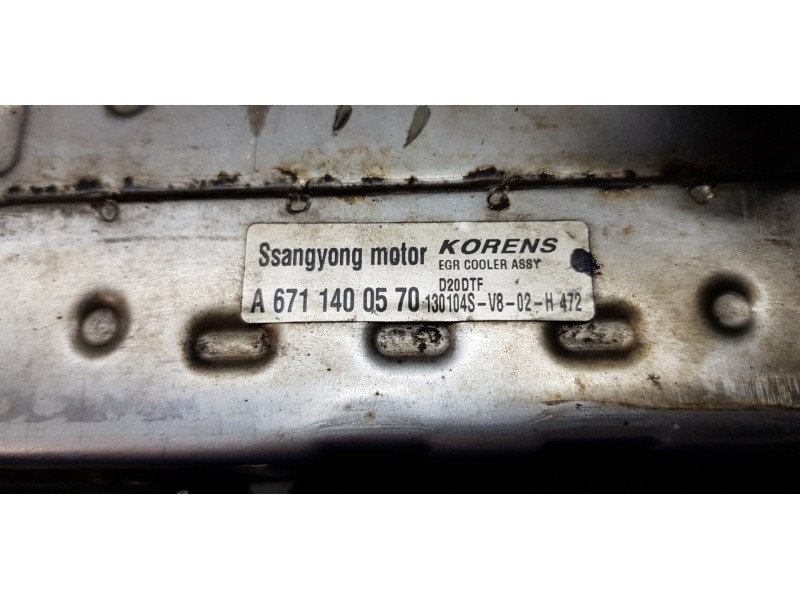 Ssangyong motor KORENS
EGR COOLER ASSY
D20DTF
A 671 140 05 70 130104S-V8-02-H 472